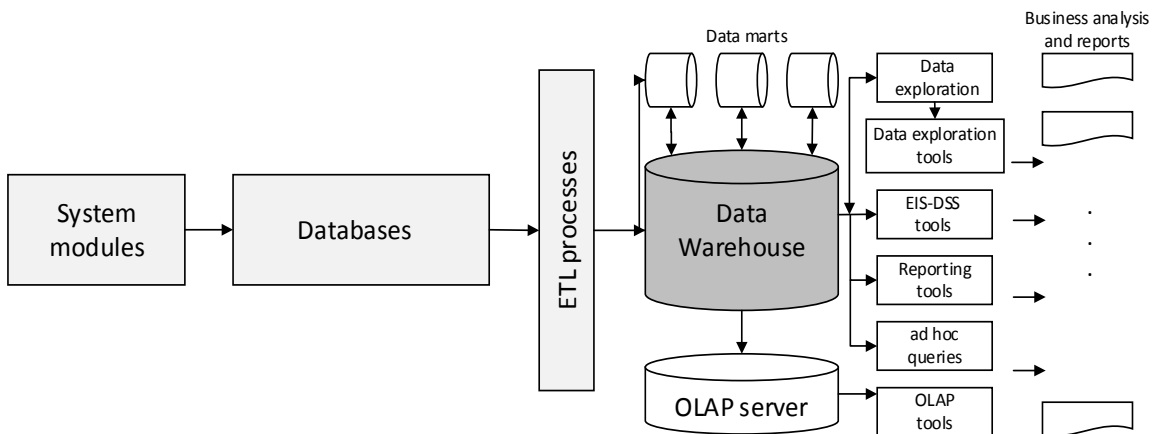 Business analysis
and reports
Data marts
Data
exploration
Data exploration
tools
System
modules
Databases
ETL processes
Data
Warehouse
EIS-DSS
tools
Reporting
tools
ad hoc
queries
OLAP server
OLAP
tools